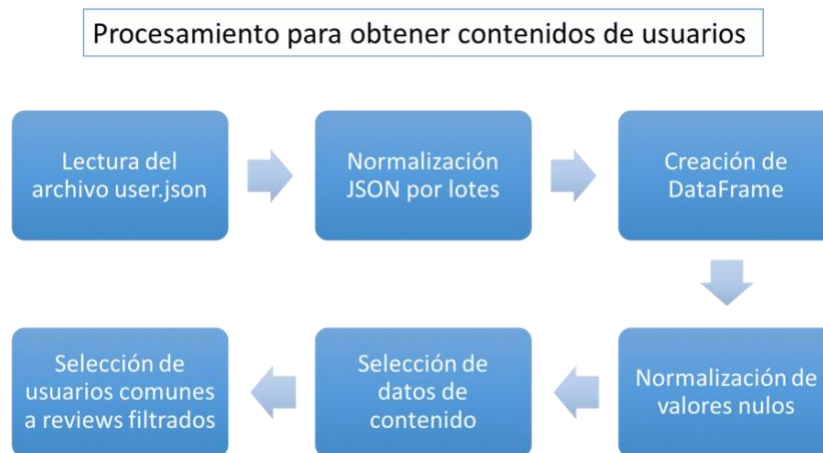 Procesamiento para obtener contenidos de usuarios
Lectura del
archivo user.json
Normalización
JSON por lotes
Creación de
DataFrame
Normalización de
valores nulos
Selección de
datos de
contenido
Selección de
usuarios comunes
a reviews filtrados